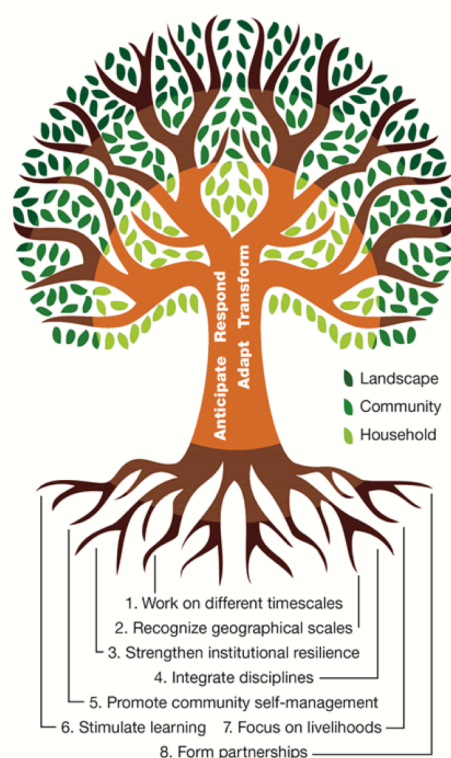 Anticipate Respond
Adapt Transform
Landscape
Community
Household
1. Work on different timescales
2. Recognize geographical scales
3. Strengthen institutional resilience
4. Integrate disciplines
5. Promote community self-management
6. Stimulate learning 7. Focus on livelihoods
8. Form partnerships